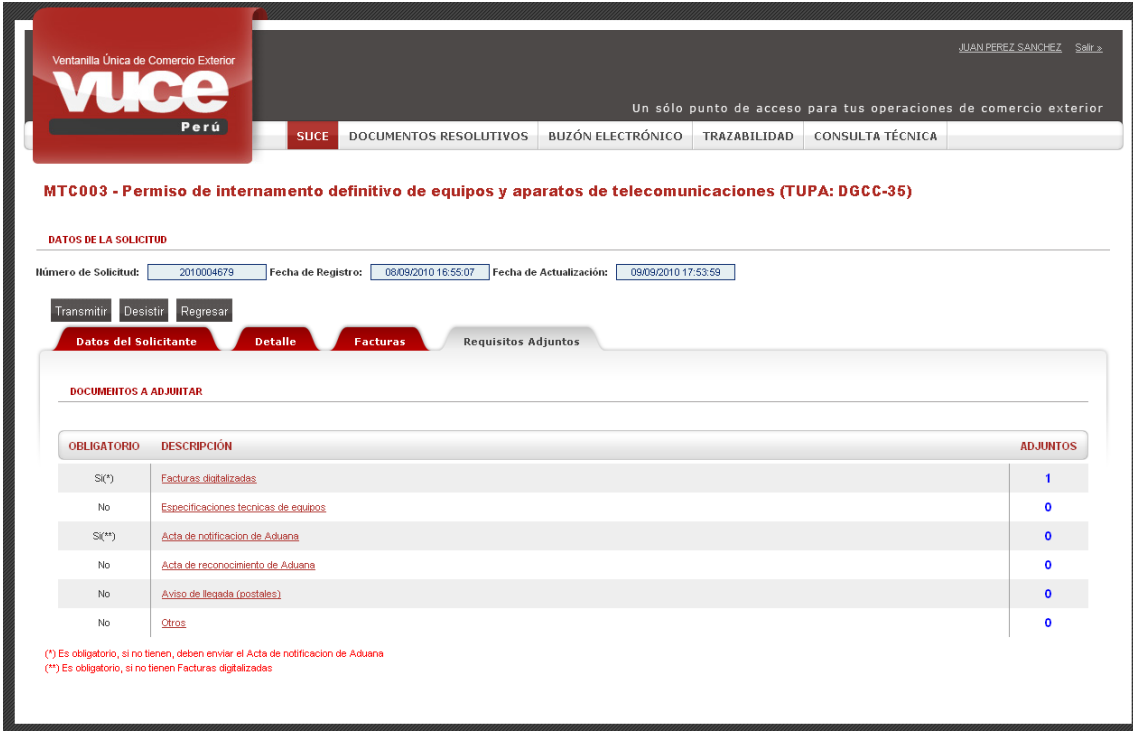 JUAN PEREZ SANCHEZ Salir »
Ventanilla Única de Comercio Exterior
vuce
Perú
Un sólo punto de acceso para tus operaciones de comercio exterior
SUCE DOCUMENTOS RESOLUTIVOS BUZÓN ELECTRÓNICO TRAZABILIDAD CONSULTA TÉCNICA
MTC003 - Permiso de internamento definitivo de equipos y aparatos de telecomunicaciones (TUPA: DGCC-35)
DATOS DE LA SOLICITUD
Número de Solicitud: 2010004679 Fecha de Registro: 08/09/2010 16:55:07 Fecha de Actualización: 09/09/2010 17:53:59
Transmitir Desistir Regresar
Datos del Solicitante Detalle Facturas Requisitos Adjuntos
DOCUMENTOS A ADJUNTAR
OBLIGATORIO DESCRIPCIÓN ADJUNTOS
Si(*) Facturas digitalizadas 1
No Especificaciones tecnicas de equipos 0
Si(**) Acta de notificacion de Aduana 0
No Acta de reconocimiento de Aduana 0
No Aviso de llegada (postales) 0
No Otros 0
(*) Es obligatorio, si no tienen, deben enviar el Acta de notificacion de Aduana
(**) Es obligatorio, si no tienen Facturas digitalizadas